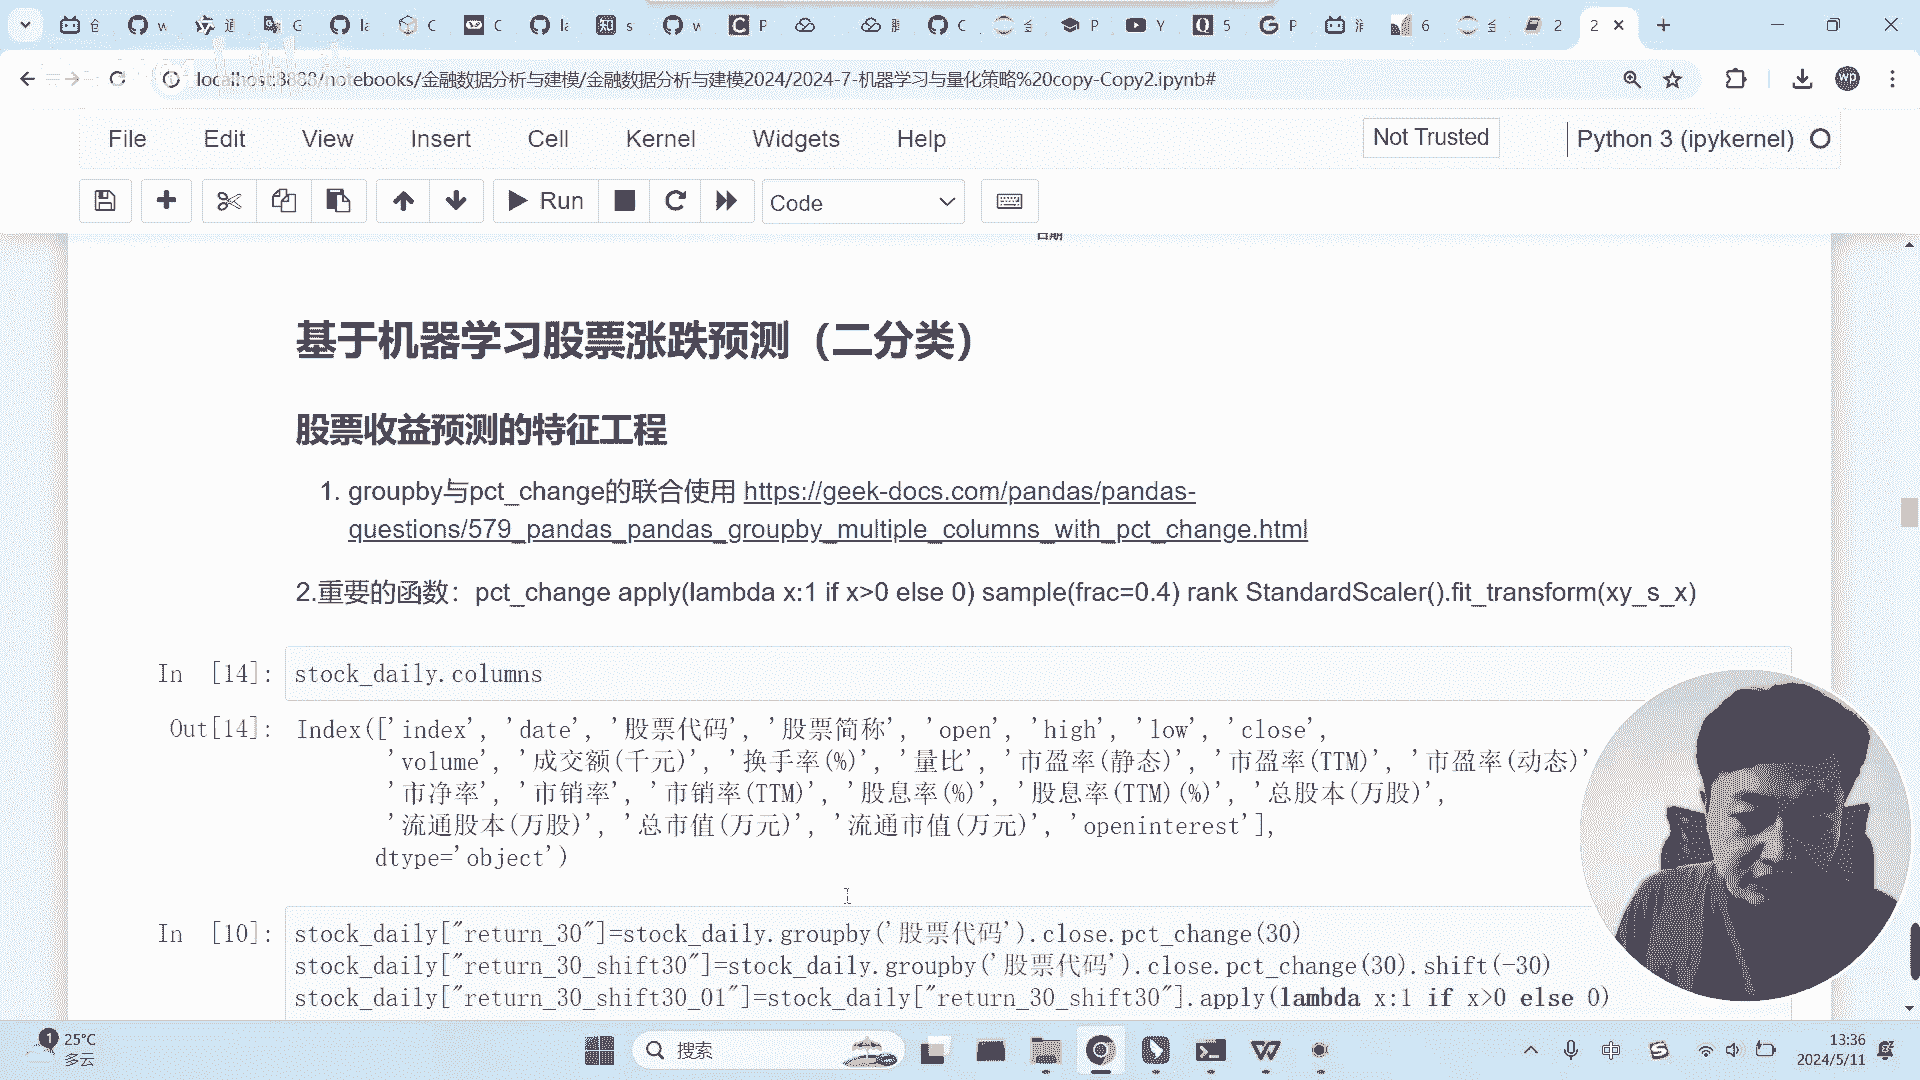 localhost:8888/notebooks/金融数据分析与建模/金融数据分析与建模2024/2024-7-机器学习与量化策略%20copy-Copy2.ipynb#
wp
File Edit View Insert Cell Kernel Widgets Help
Not Trusted
Python 3 (ipykernel)
Run
Code
日期
基于机器学习股票涨跌预测（二分类）
股票收益预测的特征工程
1. groupby与pct_change的联合使用 https://geek-docs.com/pandas/pandas-
questions/579_pandas_pandas_groupby_multiple_columns_with_pct_change.html
2.重要的函数：pct_change apply(lambda x:1 if x>0 else 0) sample(frac=0.4) rank StandardScaler().fit_transform(xy_s_x)
In [14]: stock_daily.columns
Out[14]: Index(['index', 'date', '股票代码', '股票简称', 'open', 'high', 'low', 'close',
'volume', '成交额(千元)', '换手率(%)', '量比', '市盈率(静态)', '市盈率(TTM)', '市盈率(动态)'
'市净率', '市销率', '市销率(TTM)', '股息率(%)', '股息率(TTM)(%)', '总股本(万股)',
'流通股本(万股)', '总市值(万元)', '流通市值(万元)', 'openinterest'],
dtype='object')
In [10]: stock_daily["return_30"]=stock_daily.groupby('股票代码').close.pct_change(30)
stock_daily["return_30_shift30"]=stock_daily.groupby('股票代码').close.pct_change(30).shift(-30)
stock_daily["return_30_shift30_01"]=stock_daily["return_30_shift30"].apply(lambda x:1 if x>0 else 0)
1
25°C
多云
搜索
中
13:36
2024/5/11